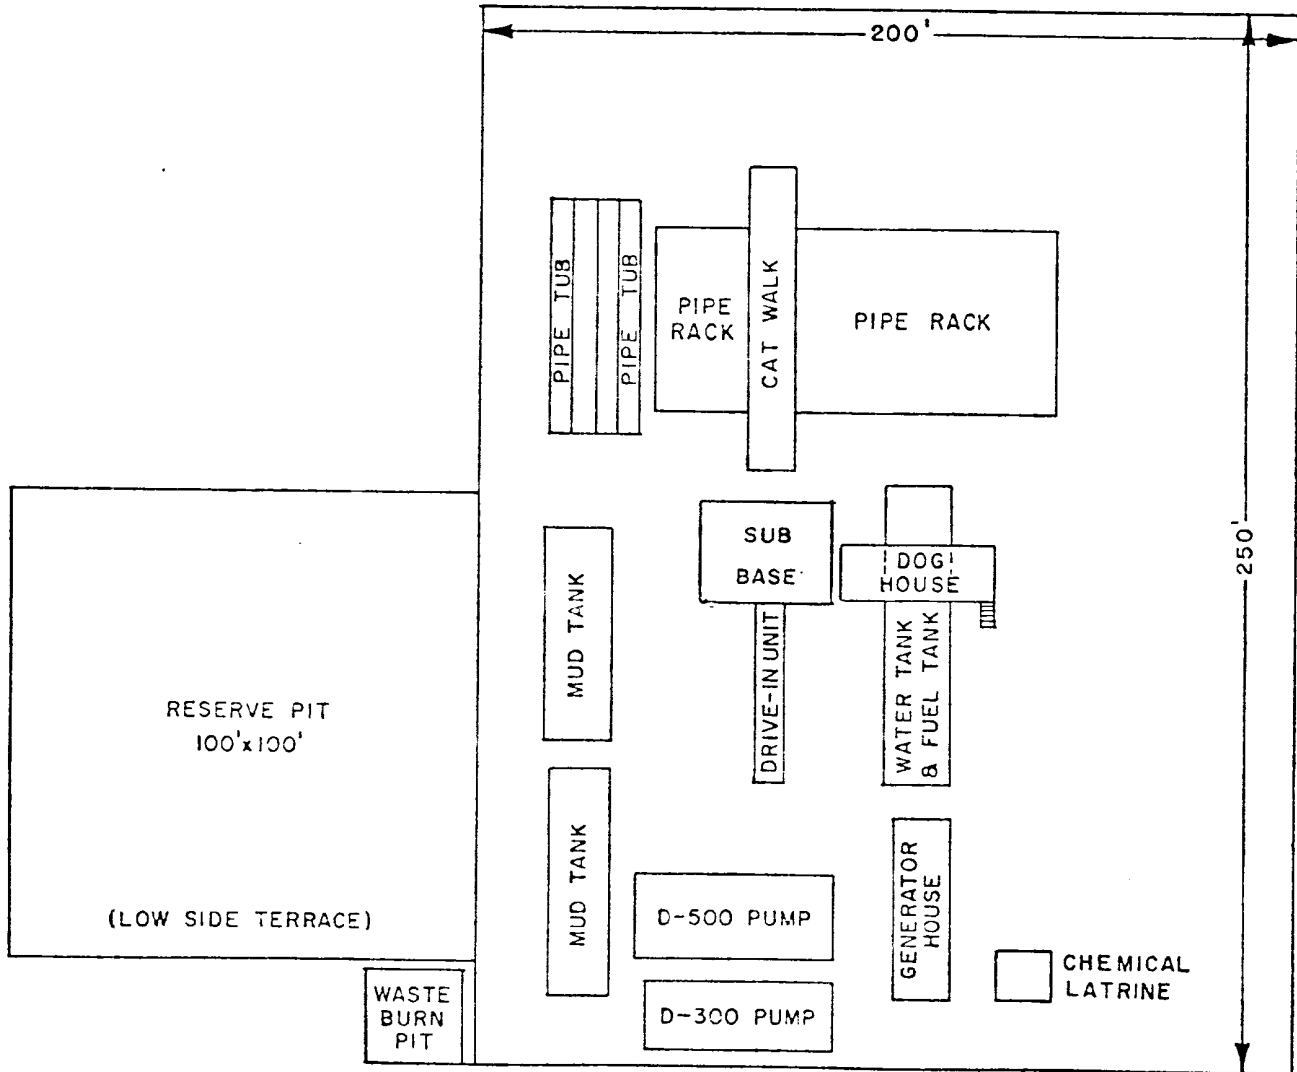 200'
PIPE TUB
PIPE TUB
PIPE
RACK
CAT WALK
PIPE RACK
250'
SUB
BASE
DOG
HOUSE
MUD TANK
DRIVE-IN UNIT
WATER TANK
& FUEL TANK
RESERVE PIT
100'x100'
(LOW SIDE TERRACE)
MUD TANK
D-500 PUMP
GENERATOR
HOUSE
CHEMICAL
LATRINE
WASTE
BURN
PIT
D-300 PUMP